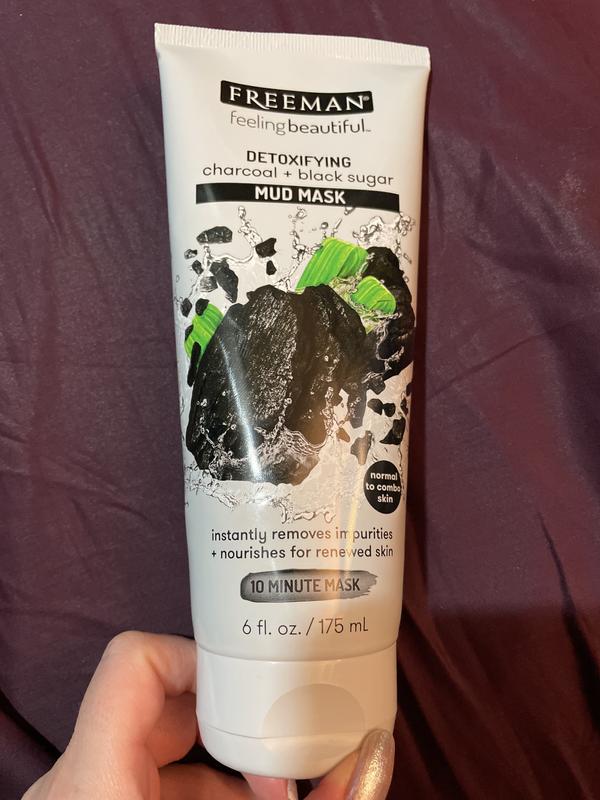 FREEMAN®
feeling beautiful™
DETOXIFYING
charcoal + black sugar
MUD MASK
normal
to combo
skin
instantly removes impurities
+ nourishes for renewed skin
10 MINUTE MASK
6 fl. oz. / 175 mL